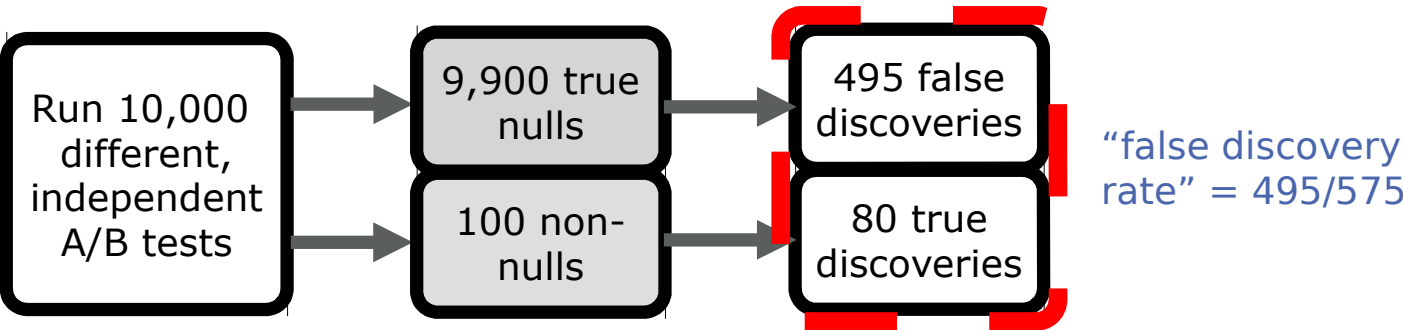 Run 10,000
different,
independent
A/B tests
9,900 true
nulls
100 non-
nulls
495 false
discoveries
80 true
discoveries
“false discovery
rate” = 495/575